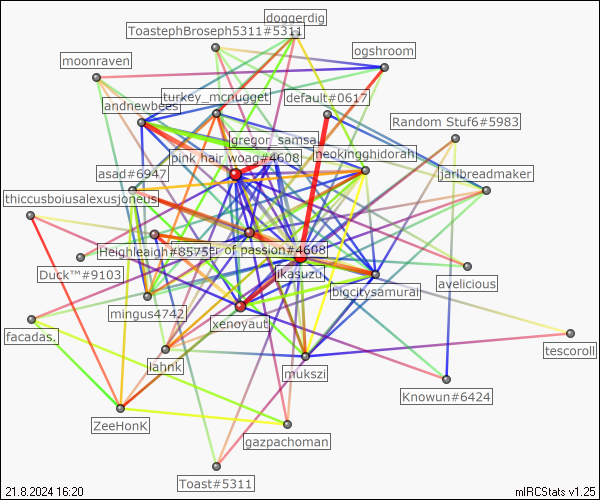 doggerdig
ToastephBroseph5311#5311
ogshroom
moonraven
turkey_mcnugget
default#0617
andnewbees
Random Stuf6#5983
gregor_samsa
neokingghidorah
pink hair woag#4608
asad#6947
jaribreadmaker
thiccusboiusalexusjoneus
Heighleaigh#8575
er of passion#4608
Duck™#9103
ikasuzu
avelicious
bigcitysamurai
mingus4742
xenoyaut
facadas.
tescoroll
iahnk
mukszi
Knowun#6424
ZeeHonK
gazpachoman
Toast#5311
21.8.2024 16:20
mIRCStats v1.25